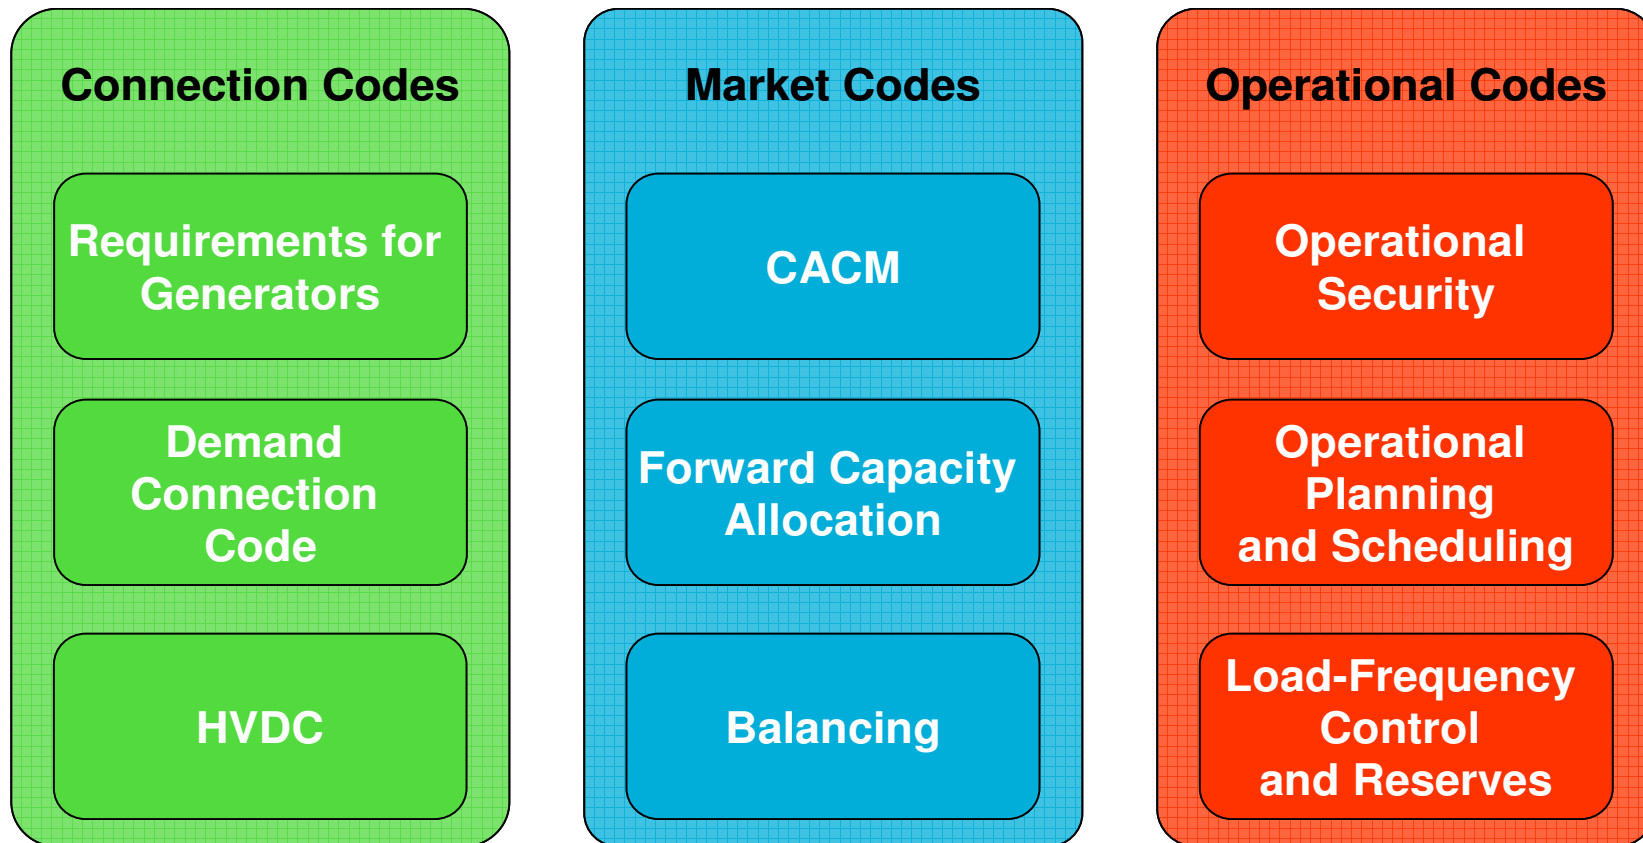 Connection Codes
Requirements for
Generators
Demand
Connection
Code
HVDC
Market Codes
CACM
Forward Capacity
Allocation
Balancing
Operational Codes
Operational
Security
Operational
Planning
and Scheduling
Load-Frequency
Control
and Reserves